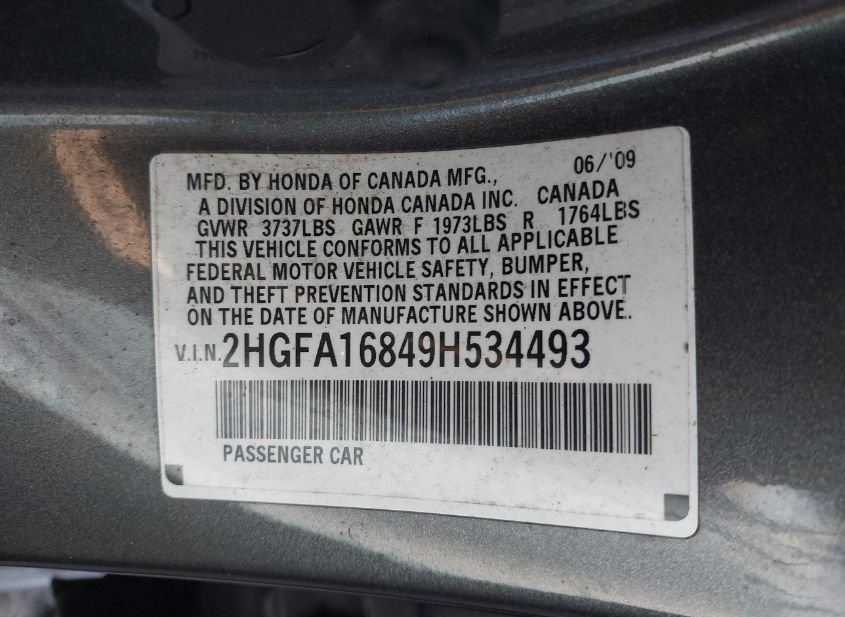 06/'09
MFD. BY HONDA OF CANADA MFG.,
A DIVISION OF HONDA CANADA INC. CANADA
GVWR 3737LBS GAWR F 1973LBS R 1764LBS
THIS VEHICLE CONFORMS TO ALL APPLICABLE
FEDERAL MOTOR VEHICLE SAFETY, BUMPER,
AND THEFT PREVENTION STANDARDS IN EFFECT
ON THE DATE OF MANUFACTURE SHOWN ABOVE.
V.I.N. 2HGFA16849H534493
PASSENGER CAR